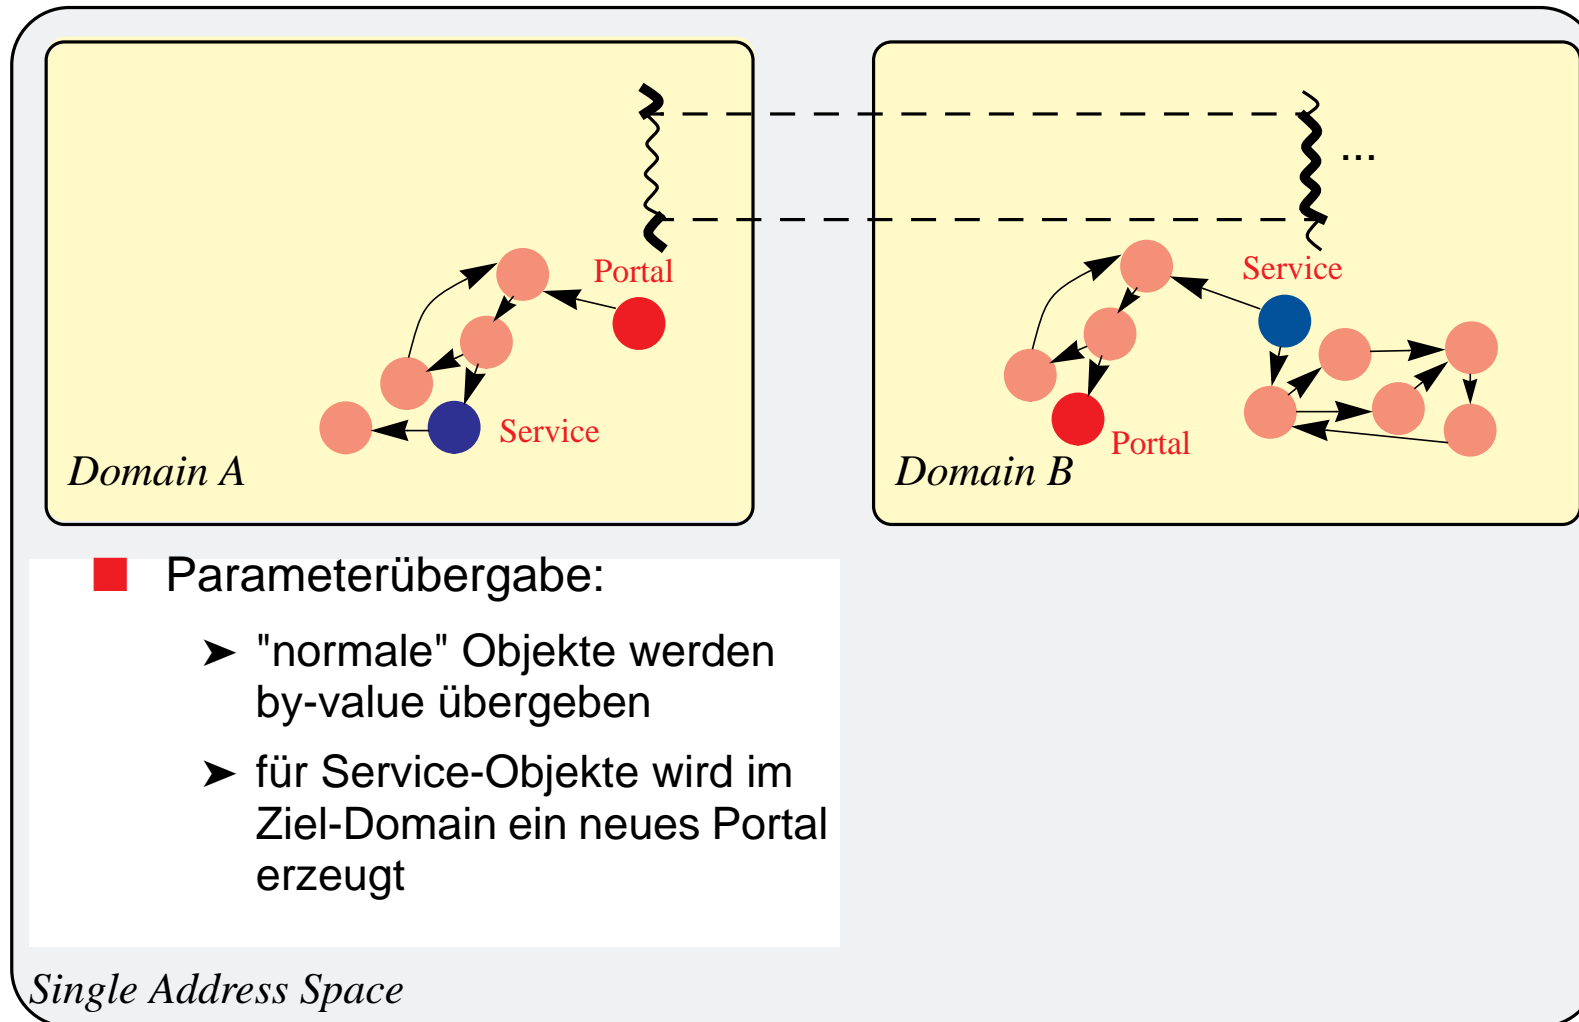 ...
Portal
Service
Service
Portal
Domain A
Domain B
Parameterübergabe:
"normale" Objekte werden
by-value übergeben
für Service-Objekte wird im
Ziel-Domain ein neues Portal
erzeugt
Single Address Space